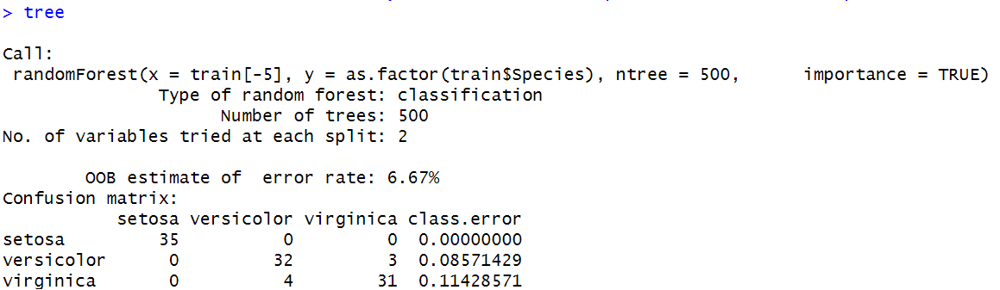 > tree
Call:
 randomForest(x = train[-5], y = as.factor(train$Species), ntree = 500,      importance = TRUE)
               Type of random forest: classification
                     Number of trees: 500
No. of variables tried at each split: 2
        OOB estimate of  error rate: 6.67%
Confusion matrix:
           setosa versicolor virginica class.error
setosa         35          0         0  0.00000000
versicolor      0         32         3  0.08571429
virginica       0          4        31  0.11428571